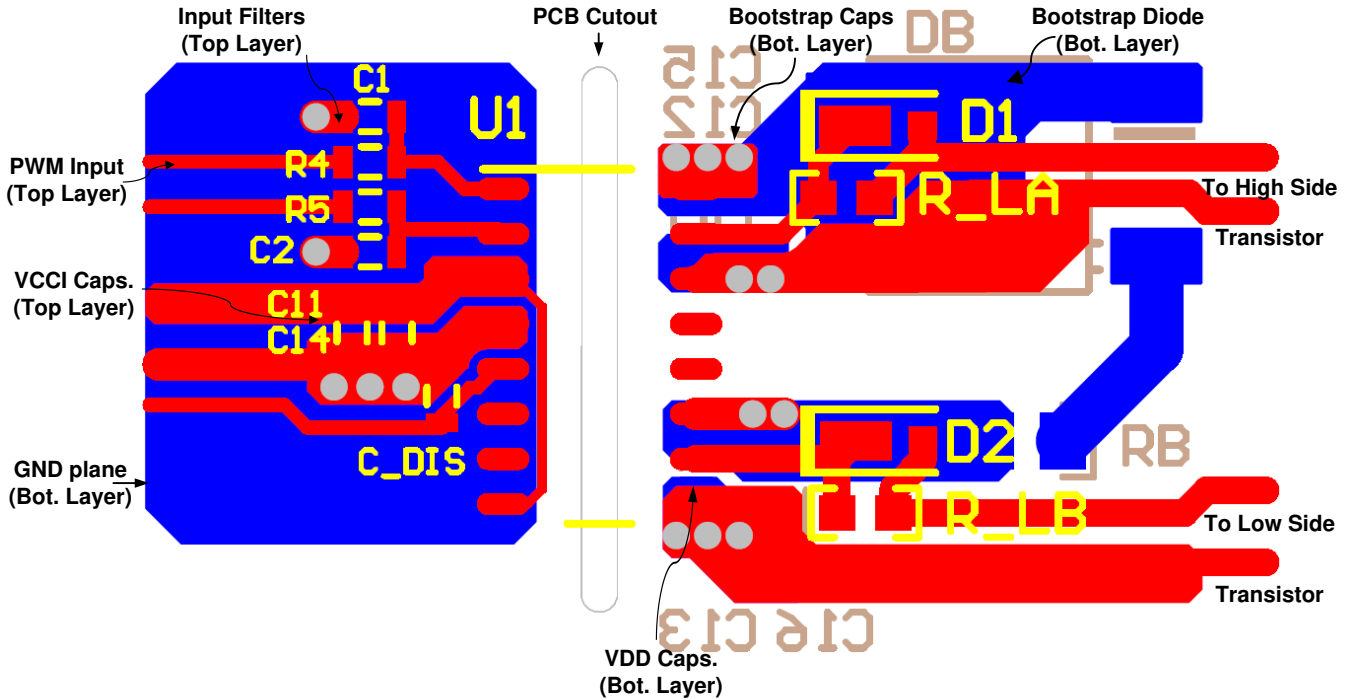 Input Filters
(Top Layer)
PCB Cutout
Bootstrap Caps
(Bot. Layer)
Bootstrap Diode
(Bot. Layer)
DB
C15
C12
C1
U1
D1
PWM Input
(Top Layer)
R4
R5
C2
R_LA
To High Side
Transistor
VCCI Caps.
(Top Layer)
C11
C14
GND plane
(Bot. Layer)
C_DIS
D2
RB
R_LB
To Low Side
Transistor
C13
C16
VDD Caps.
(Bot. Layer)